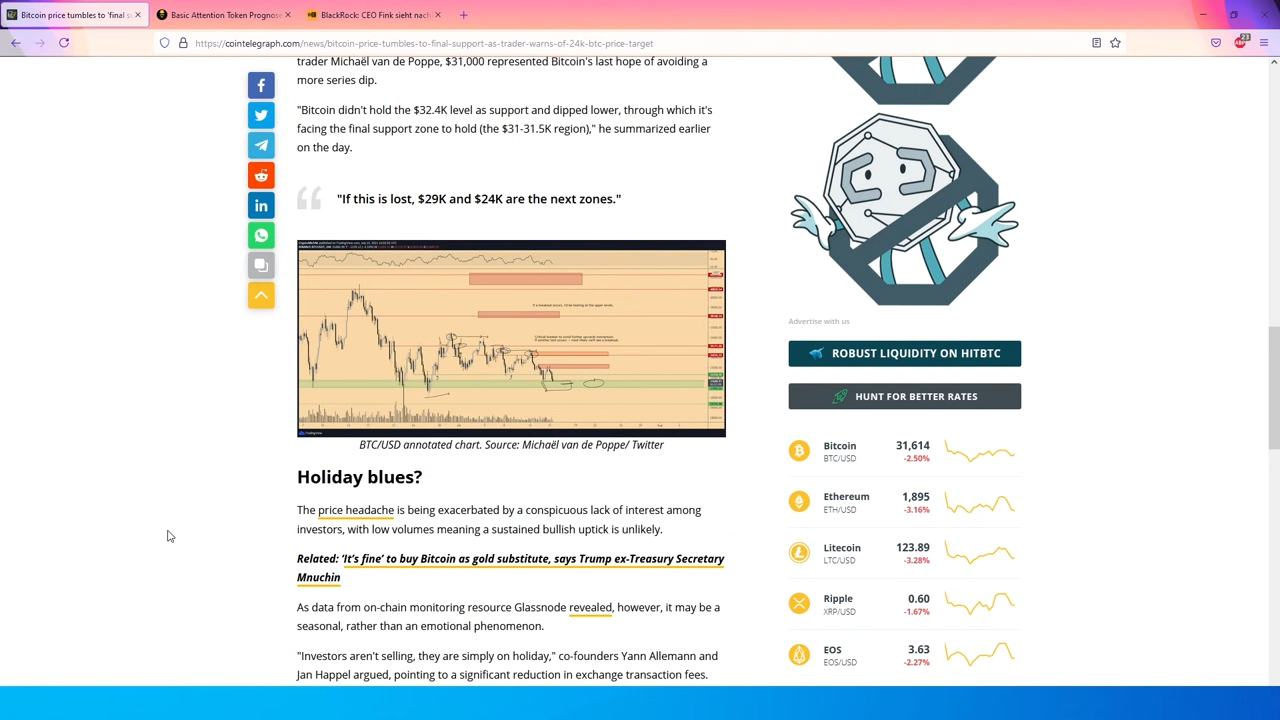 Bitcoin price tumbles to 'final su
Basic Attention Token Prognose
BlackRock: CEO Fink sieht nach
https://cointelegraph.com/news/bitcoin-price-tumbles-to-final-support-as-trader-warns-of-24k-btc-price-target
23
ABP
trader Michaël van de Poppe, $31,000 represented Bitcoin's last hope of avoiding a
more series dip.
"Bitcoin didn't hold the $32.4K level as support and dipped lower, through which it's
facing the final support zone to hold (the $31-31.5K region)," he summarized earlier
on the day.
"If this is lost, $29K and $24K are the next zones."
BTC/USD annotated chart. Source: Michaël van de Poppe/ Twitter
Holiday blues?
The price headache is being exacerbated by a conspicuous lack of interest among
investors, with low volumes meaning a sustained bullish uptick is unlikely.
Related: 'It's fine' to buy Bitcoin as gold substitute, says Trump ex-Treasury Secretary
Mnuchin
As data from on-chain monitoring resource Glassnode revealed, however, it may be a
seasonal, rather than an emotional phenomenon.
"Investors aren't selling, they are simply on holiday," co-founders Yann Allemann and
Jan Happel argued, pointing to a significant reduction in exchange transaction fees.
Advertise with us
ROBUST LIQUIDITY ON HITBTC
HUNT FOR BETTER RATES
Bitcoin 31,614
BTC/USD -2.50%
Ethereum 1,895
ETH/USD -3.16%
Litecoin 123.89
LTC/USD -3.28%
Ripple 0.60
XRP/USD -1.67%
EOS 3.63
EOS/USD -2.27%